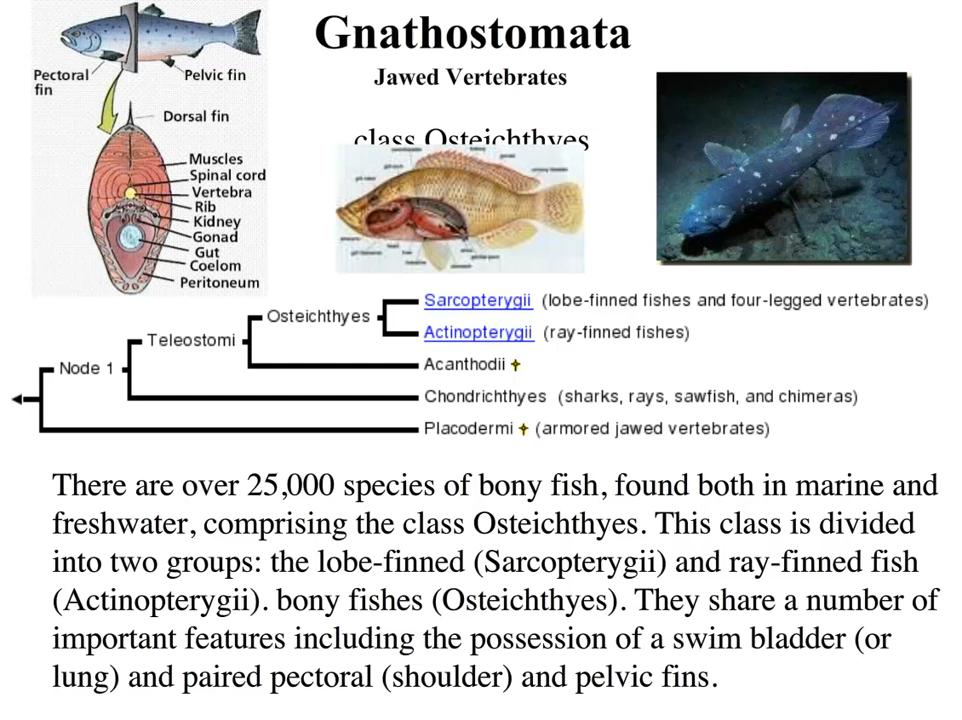 Gnathostomata
Jawed Vertebrates
class Osteichthyes
Pectoral fin
Pelvic fin
Dorsal fin
Muscles
Spinal cord
Vertebra
Rib
Kidney
Gonad
Gut
Coelom
Peritoneum
Sarcopterygii (lobe-finned fishes and four-legged vertebrates)
Osteichthyes
Actinopterygii (ray-finned fishes)
Teleostomi
Acanthodii ✝
Node 1
Chondrichthyes (sharks, rays, sawfish, and chimeras)
Placodermi ✝ (armored jawed vertebrates)
There are over 25,000 species of bony fish, found both in marine and
freshwater, comprising the class Osteichthyes. This class is divided
into two groups: the lobe-finned (Sarcopterygii) and ray-finned fish
(Actinopterygii). bony fishes (Osteichthyes). They share a number of
important features including the possession of a swim bladder (or
lung) and paired pectoral (shoulder) and pelvic fins.